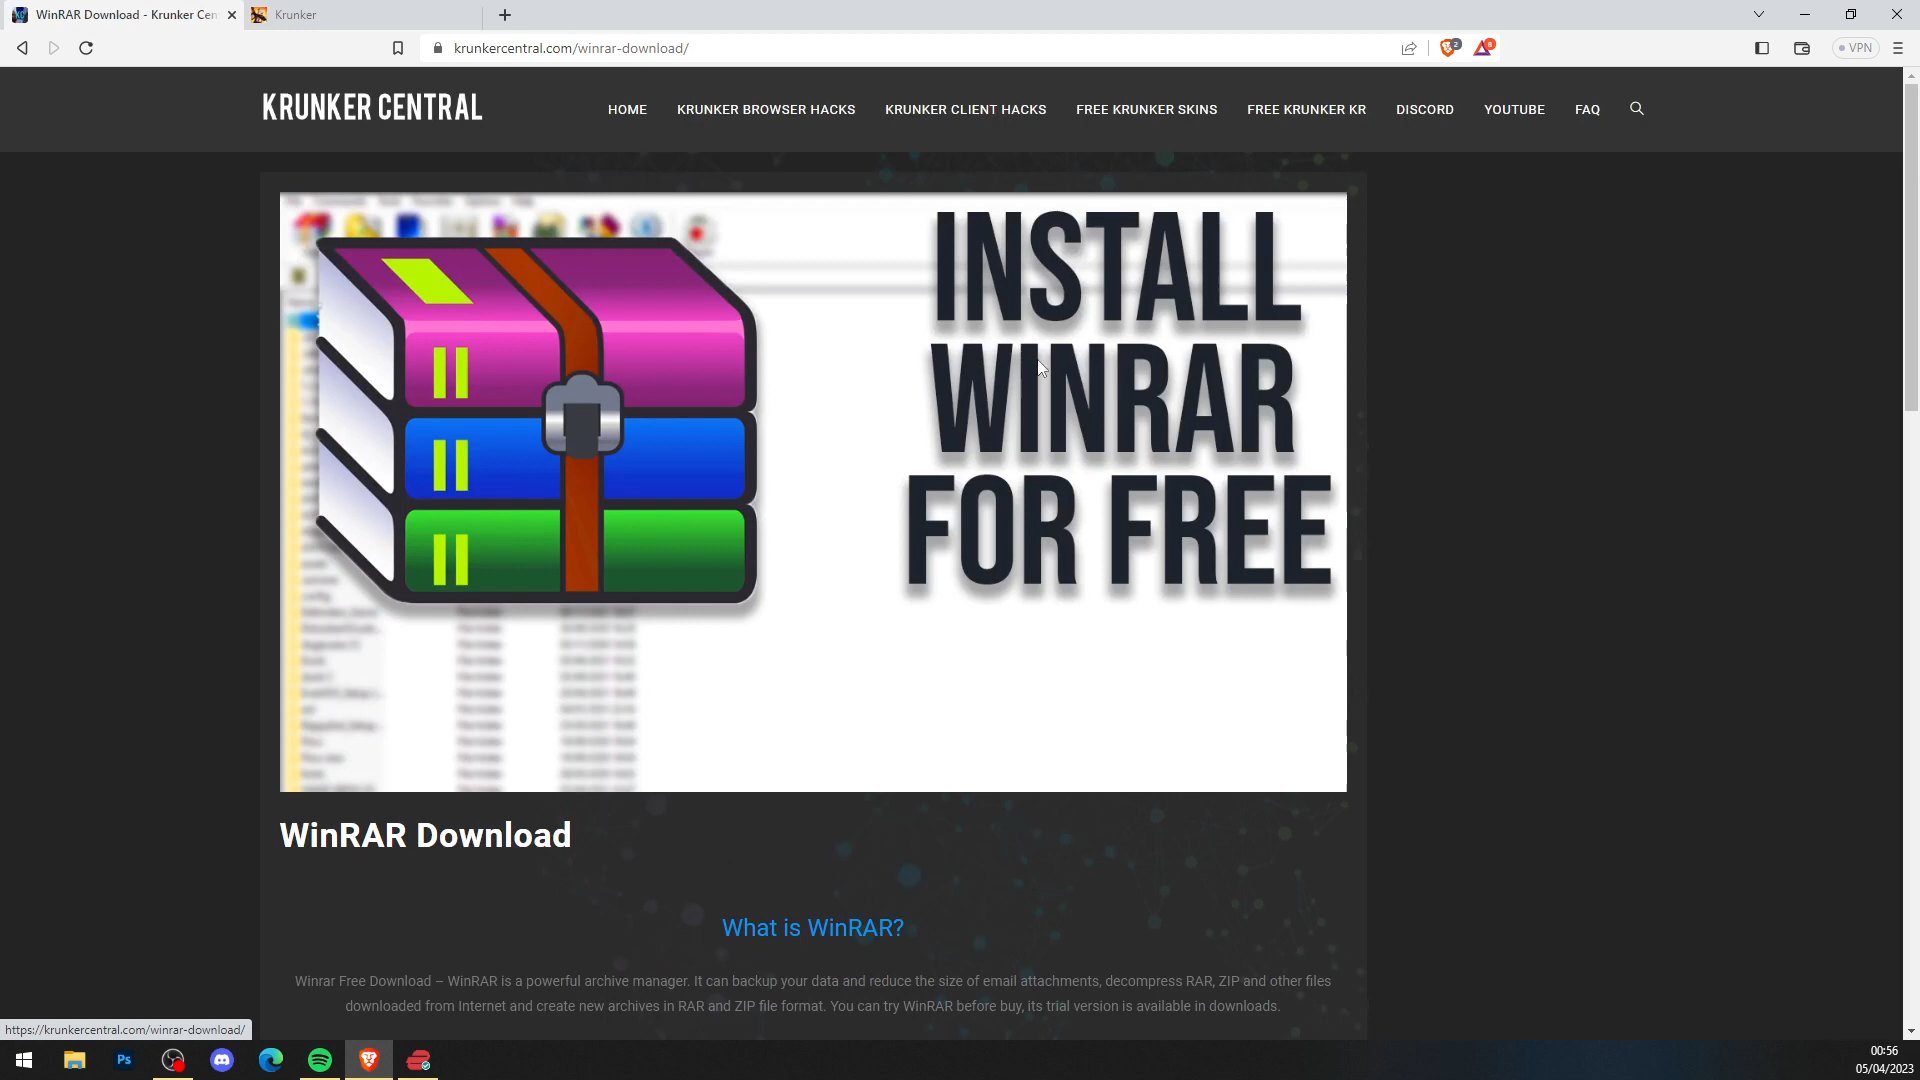 WinRAR Download - Krunker Cen
Krunker
krunkercentral.com/winrar-download/
2
8
VPN
KRUNKER CENTRAL
HOME
KRUNKER BROWSER HACKS
KRUNKER CLIENT HACKS
FREE KRUNKER SKINS
FREE KRUNKER KR
DISCORD
YOUTUBE
FAQ
INSTALL
WINRAR
FOR FREE
WinRAR Download
What is WinRAR?
Winrar Free Download – WinRAR is a powerful archive manager. It can backup your data and reduce the size of email attachments, decompress RAR, ZIP and other files
downloaded from Internet and create new archives in RAR and ZIP file format. You can try WinRAR before buy, its trial version is available in downloads.
https://krunkercentral.com/winrar-download/
Ps
00:56
05/04/2023